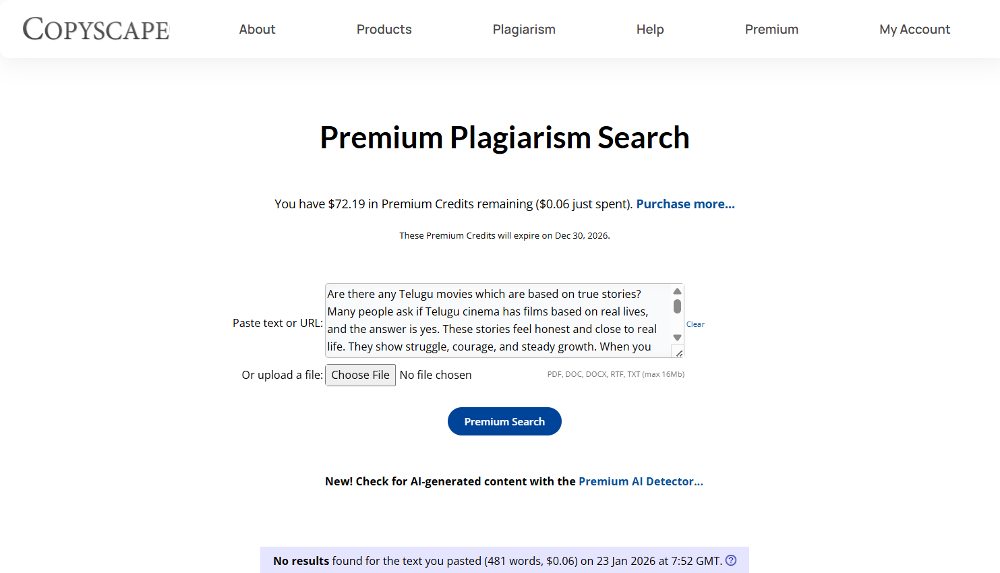 COPYSCAPE
About
Products
Plagiarism
Help
Premium
My Account
Premium Plagiarism Search
You have $72.19 in Premium Credits remaining ($0.06 just spent). Purchase more...
These Premium Credits will expire on Dec 30, 2026.
Paste text or URL:
Are there any Telugu movies which are based on true stories?
Many people ask if Telugu cinema has films based on real lives,
and the answer is yes. These stories feel honest and close to real
life. They show struggle, courage, and steady growth. When you
Clear
Or upload a file: Choose File No file chosen PDF, DOC, DOCX, RTF, TXT (max 16Mb)
Premium Search
New! Check for AI-generated content with the Premium AI Detector...
No results found for the text you pasted (481 words, $0.06) on 23 Jan 2026 at 7:52 GMT. ?